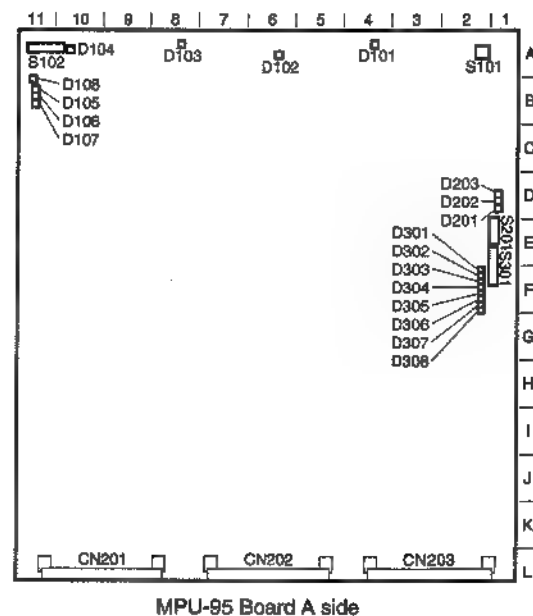 11 10 9 8 7 6 5 4 3 2 1
D104
S102
D103
D102
D101
S101
A
D108
D105
D106
D107
B
C
D203
D202
D201
D
S201
S301
E
D301
D302
D303
D304
D305
D306
D307
D308
F
G
H
I
J
K
CN201 CN202 CN203
L
MPU-95 Board A side